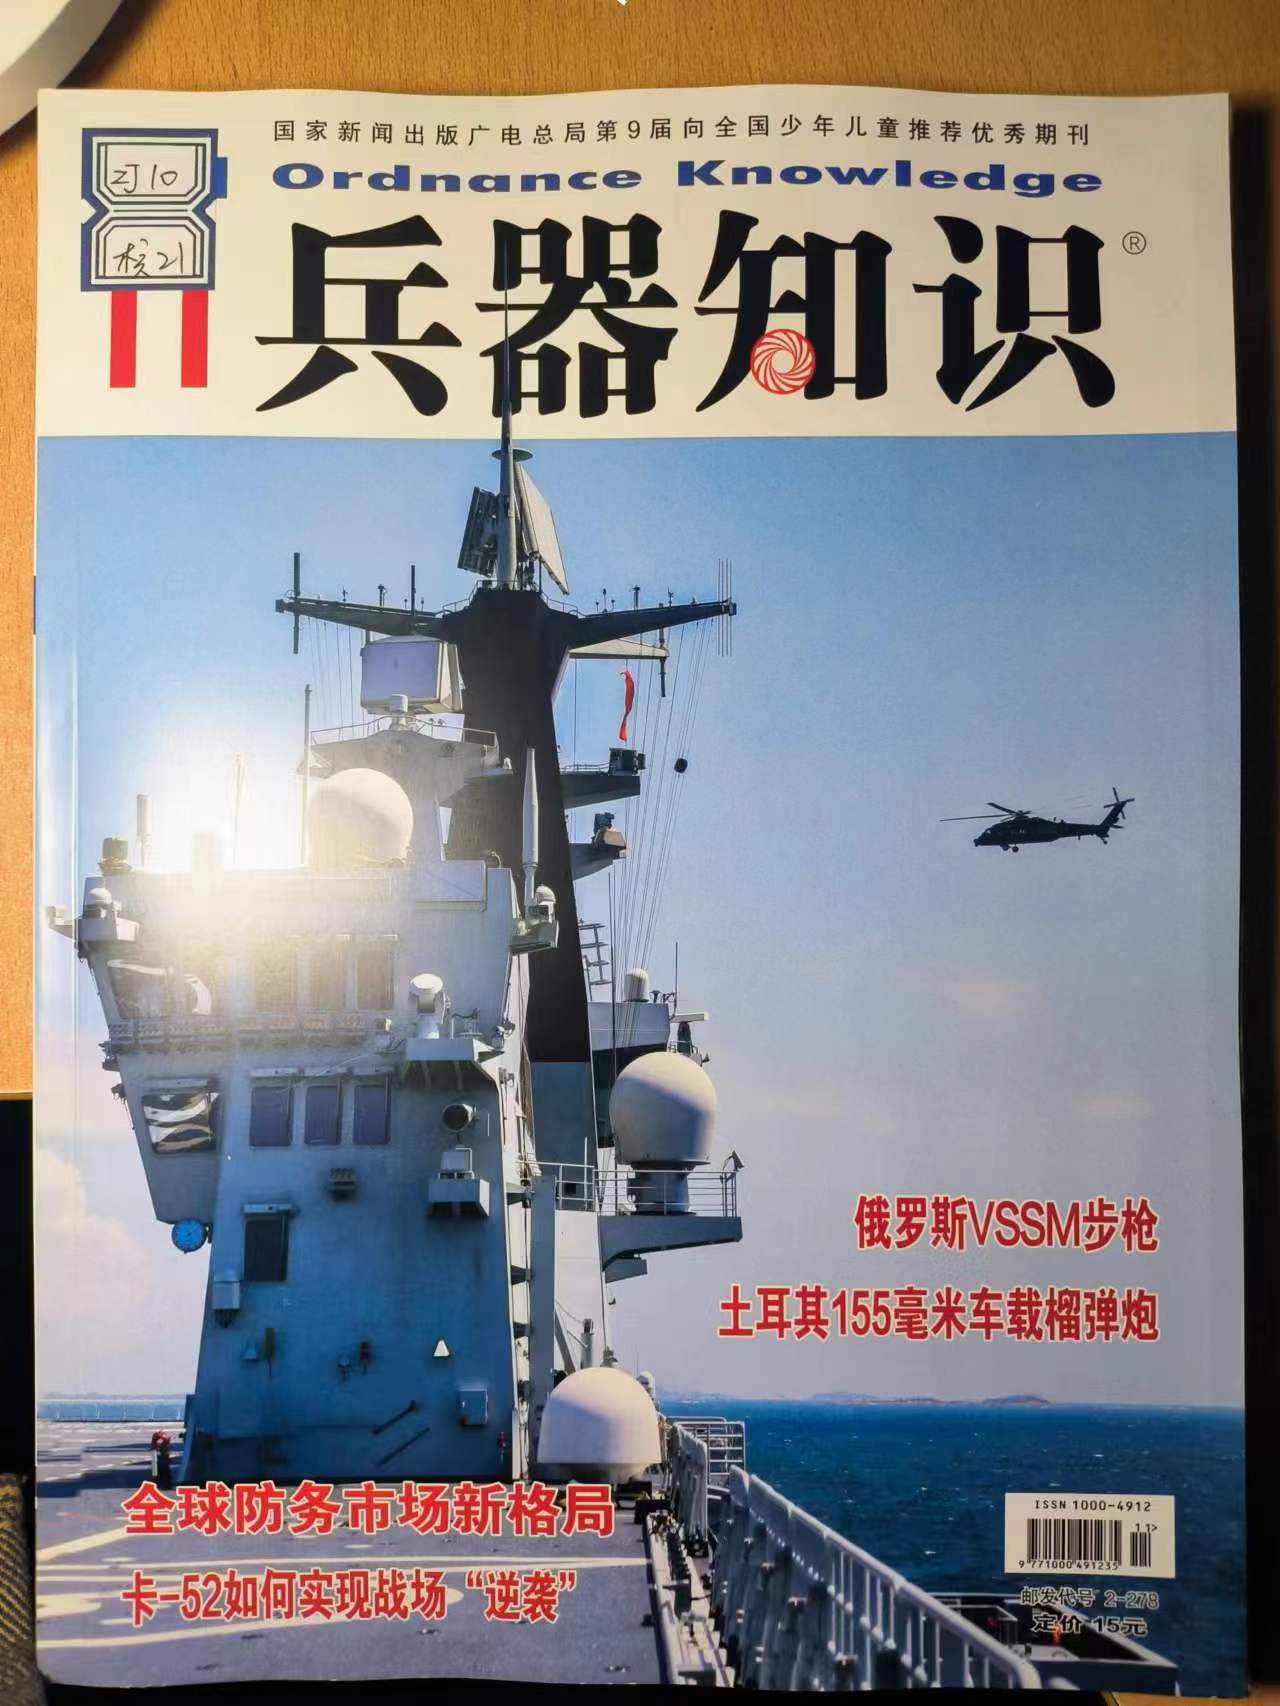 国家新闻出版广电总局第9届向全国少年儿童推荐优秀期刊
Ordnance Knowledge
兵器知识®
刊10
核21
11
俄罗斯VSSM步枪
土耳其155毫米车载榴弹炮
全球防务市场新格局
卡-52如何实现战场“逆袭”
ISSN 1000-4912
11>
9 771000 491235
邮发代号 2-278
定价 15元